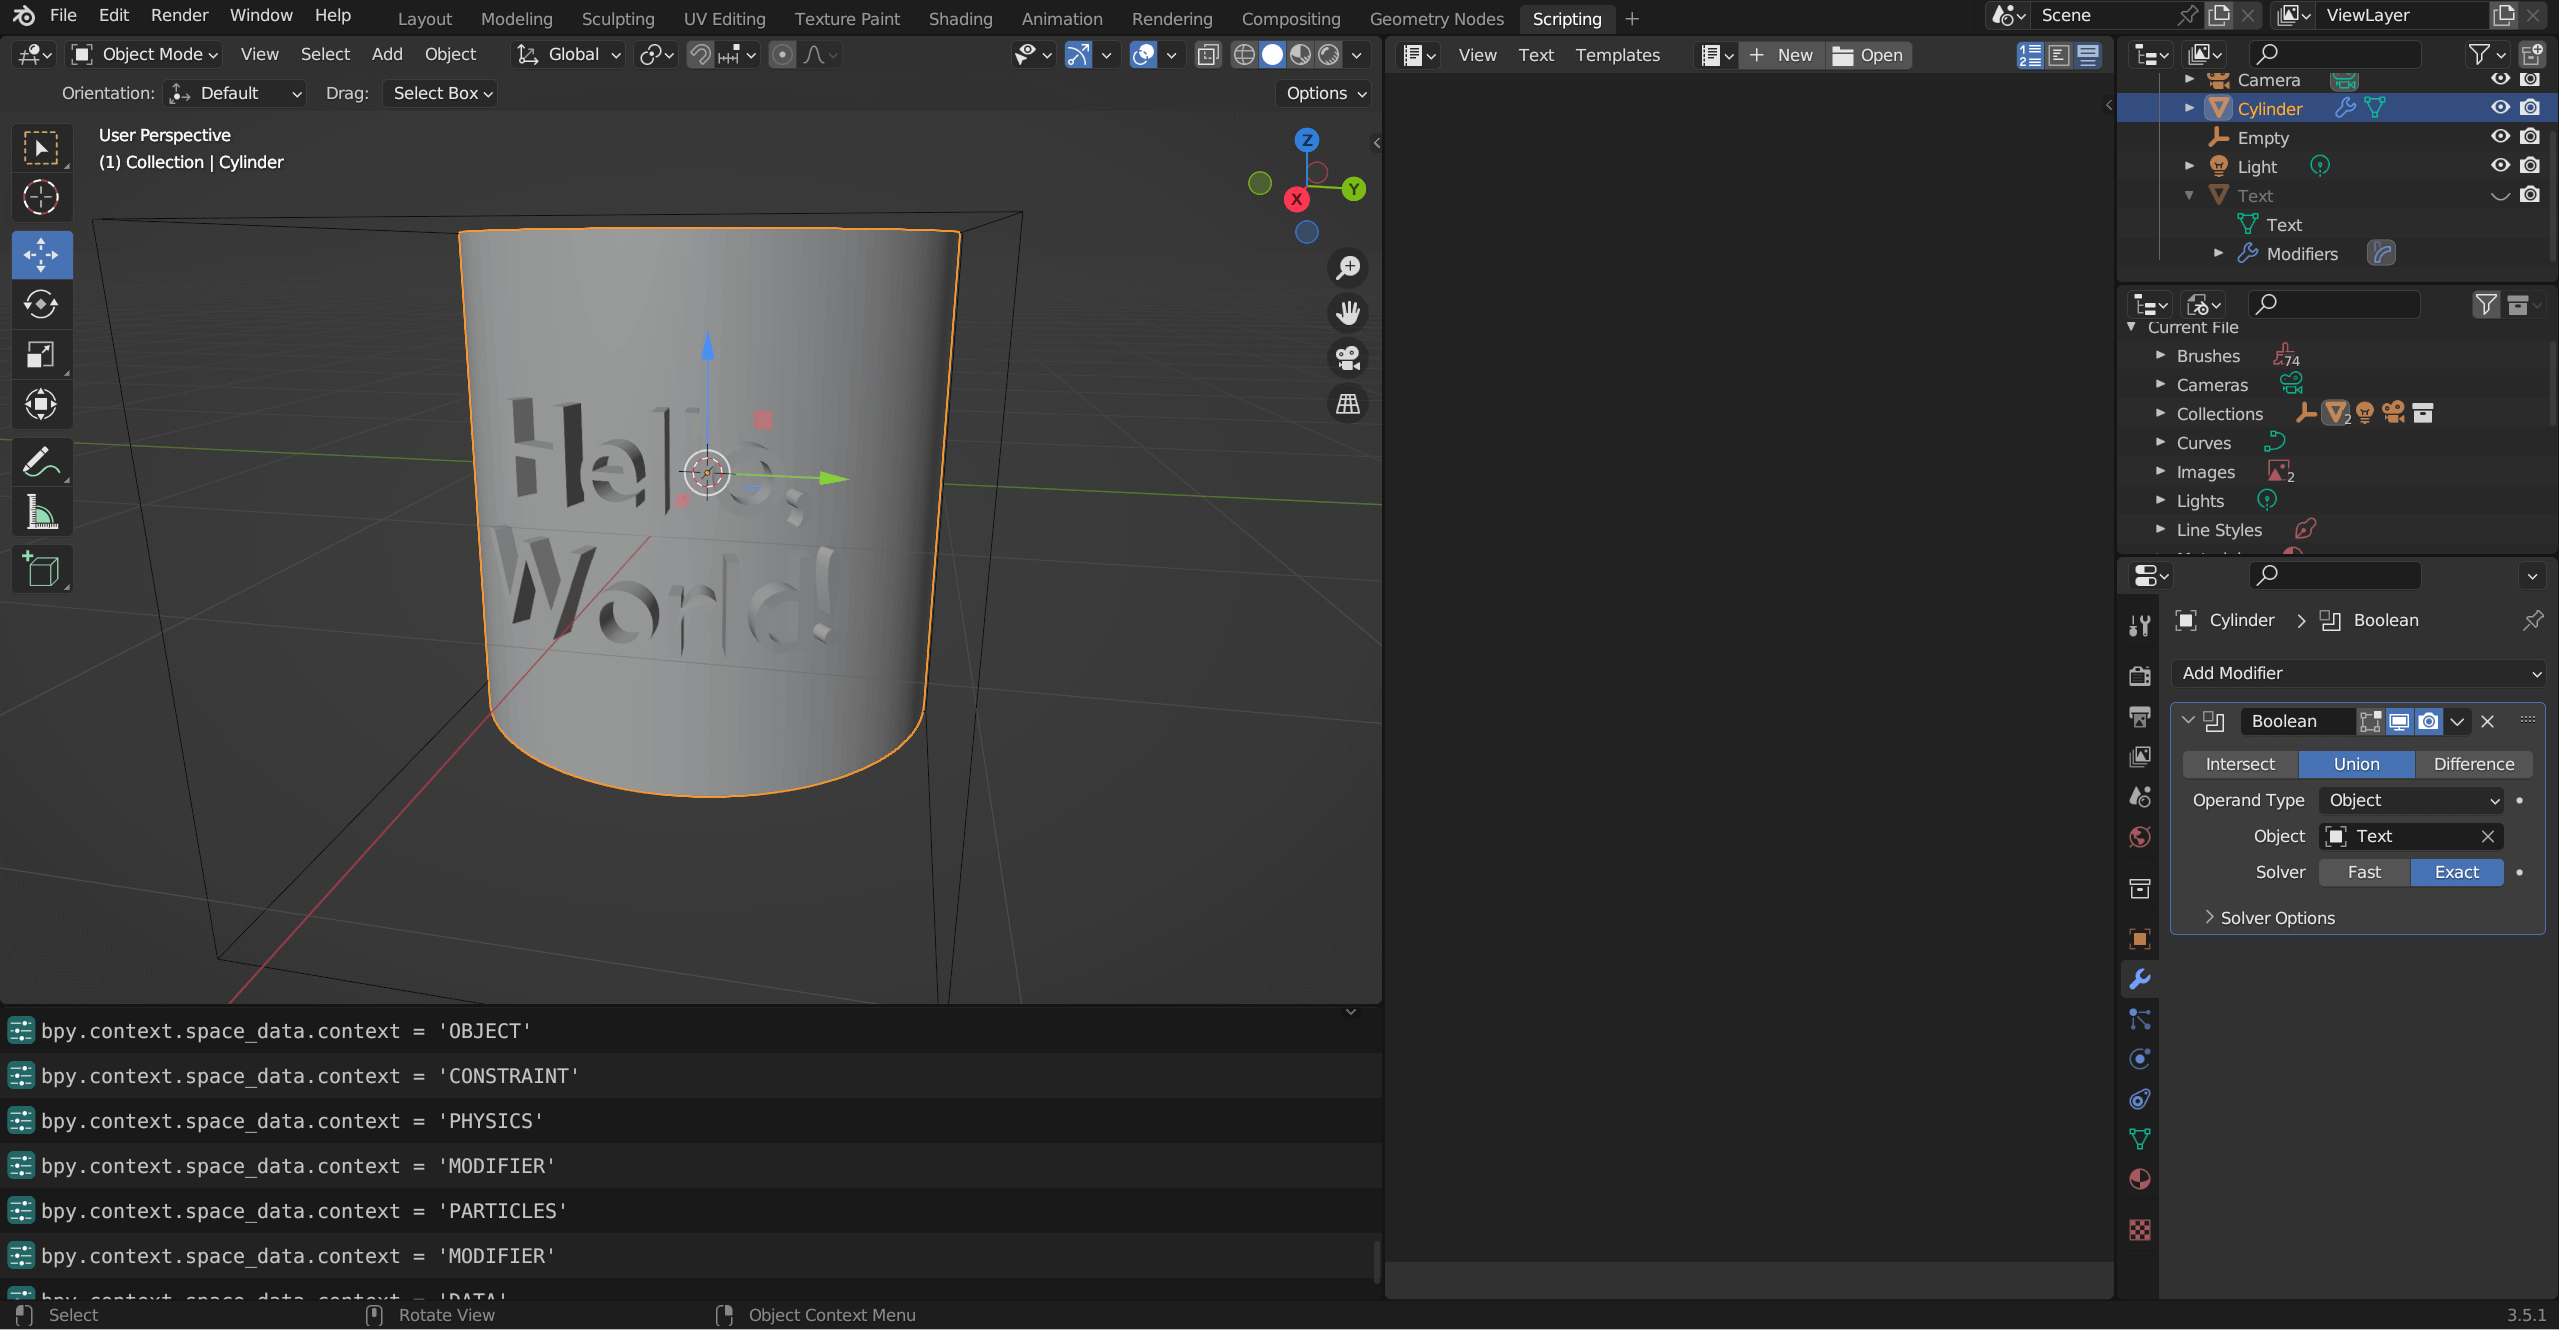 File Edit Render Window Help
Layout Modeling Sculpting UV Editing Texture Paint Shading Animation Rendering Compositing Geometry Nodes Scripting
Scene
ViewLayer
Object Mode View Select Add Object Global
View Text Templates New Open
Orientation: Default Drag: Select Box Options
User Perspective
(1) Collection | Cylinder
Z
Y
X
Hello,
World!
Camera
Cylinder
Empty
Light
Text
Text
Modifiers
Current File
Brushes 74
Cameras
Collections 2
Curves
Images 2
Lights
Line Styles
Cylinder Boolean
Add Modifier
Boolean
Intersect Union Difference
Operand Type Object
Object Text
Solver Fast Exact
Solver Options
bpy.context.space_data.context = 'OBJECT'
bpy.context.space_data.context = 'CONSTRAINT'
bpy.context.space_data.context = 'PHYSICS'
bpy.context.space_data.context = 'MODIFIER'
bpy.context.space_data.context = 'PARTICLES'
bpy.context.space_data.context = 'MODIFIER'
bpy.context.space_data.context = 'DATA'
Select Rotate View Object Context Menu 3.5.1